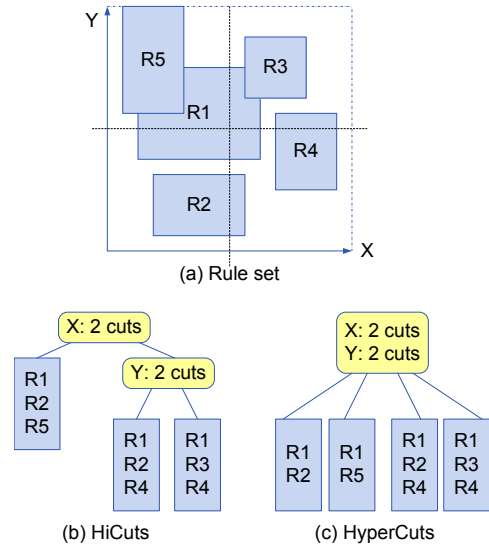 Y
R5
R3
R1
R4
R2
X
(a) Rule set
X: 2 cuts
R1
R2
R5
Y: 2 cuts
R1
R2
R4
R1
R3
R4
(b) HiCuts
X: 2 cuts
Y: 2 cuts
R1
R2
R1
R5
R1
R2
R4
R1
R3
R4
(c) HyperCuts